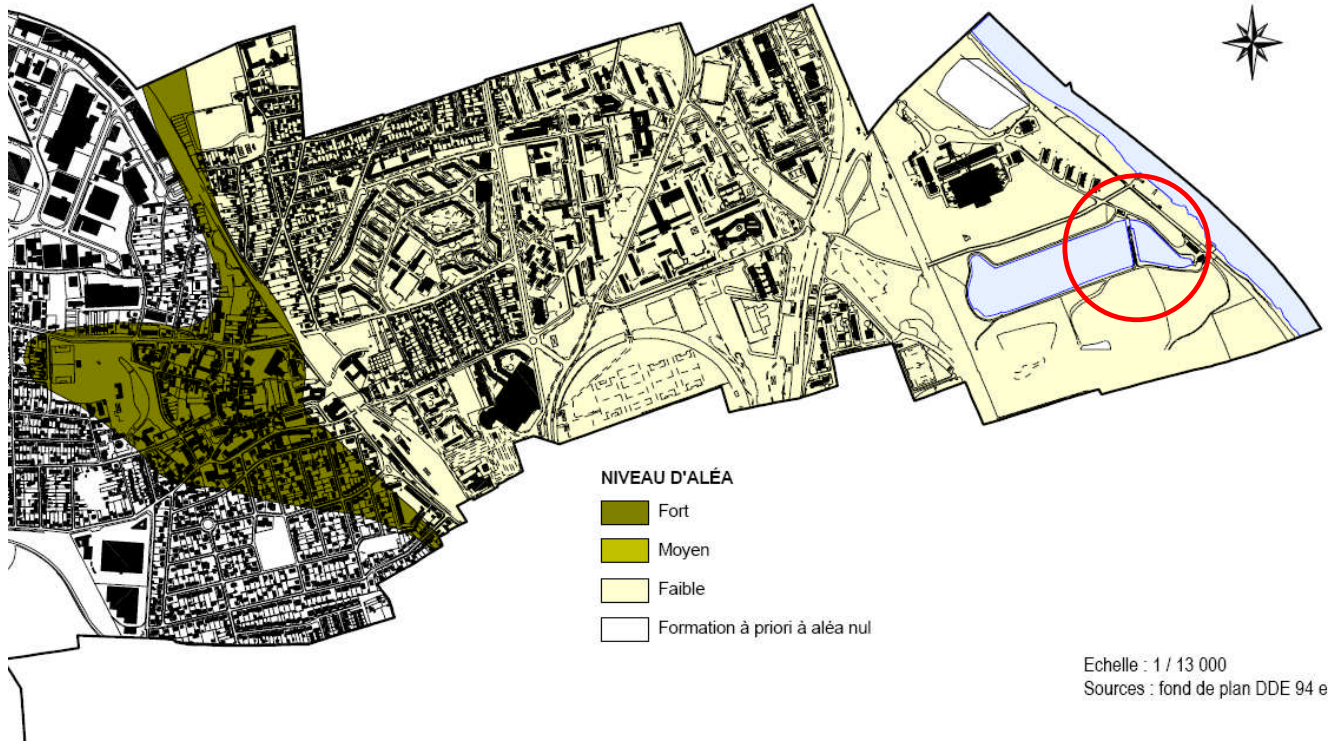 NIVEAU D'ALÉA
Fort
Moyen
Faible
Formation à priori à aléa nul
Echelle : 1 / 13 000
Sources : fond de plan DDE 94 e